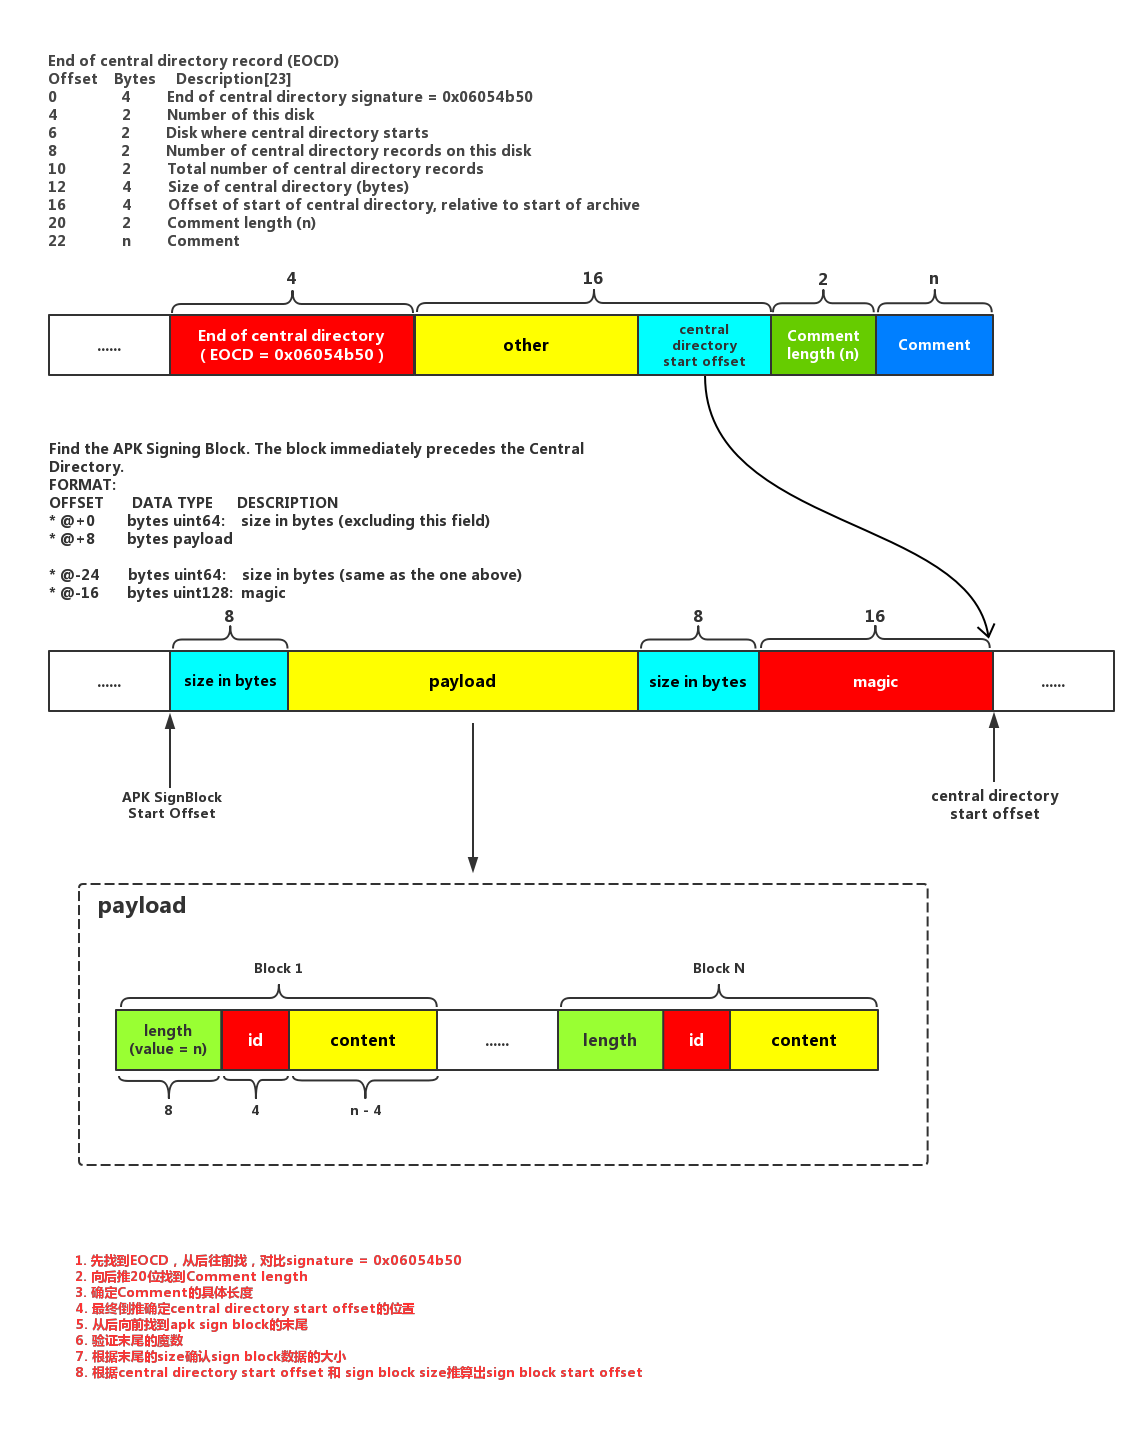 End of central directory record (EOCD)
Offset Bytes Description[23]
0 4 End of central directory signature = 0x06054b50
4 2 Number of this disk
6 2 Disk where central directory starts
8 2 Number of central directory records on this disk
10 2 Total number of central directory records
12 4 Size of central directory (bytes)
16 4 Offset of start of central directory, relative to start of archive
20 2 Comment length (n)
22 n Comment
4
16
2
n
......
End of central directory
( EOCD = 0x06054b50 )
other
central
directory
start offset
Comment
length (n)
Comment
Find the APK Signing Block. The block immediately precedes the Central
Directory.
FORMAT:
OFFSET DATA TYPE DESCRIPTION
* @+0 bytes uint64: size in bytes (excluding this field)
* @+8 bytes payload
* @-24 bytes uint64: size in bytes (same as the one above)
* @-16 bytes uint128: magic
8
8
16
......
size in bytes
payload
size in bytes
magic
......
APK SignBlock
Start Offset
central directory
start offset
payload
Block 1
Block N
length
(value = n)
id
content
......
length
id
content
8
4
n - 4
1. 先找到EOCD，从后往前找，对比signature = 0x06054b50
2. 向后推20位找到Comment length
3. 确定Comment的具体长度
4. 最终倒推确定central directory start offset的位置
5. 从后向前找到apk sign block的末尾
6. 验证末尾的魔数
7. 根据末尾的size确认sign block数据的大小
8. 根据central directory start offset 和 sign block size推算出sign block start offset